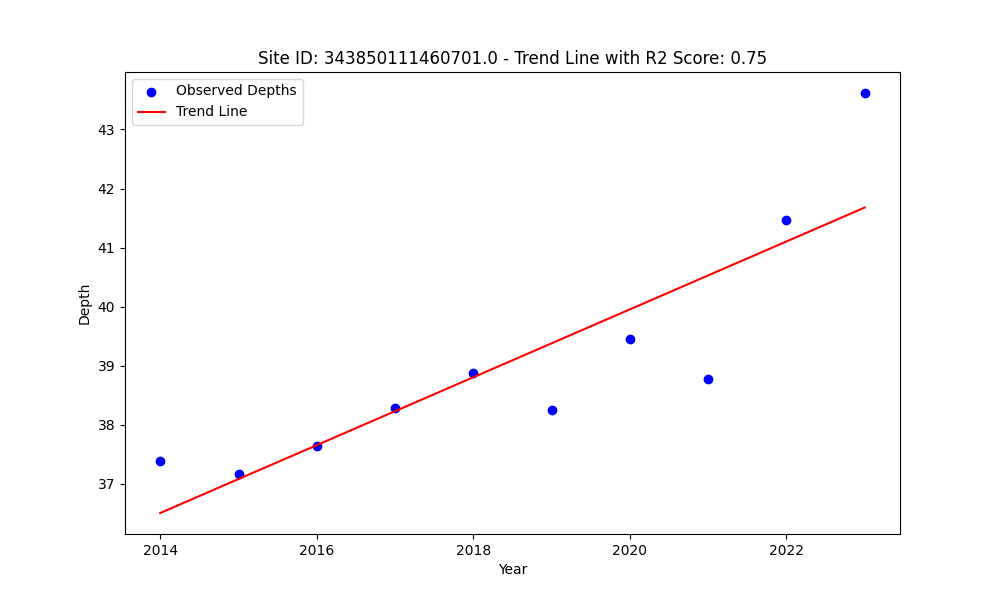 Site ID: 343850111460701.0 - Trend Line with R2 Score: 0.75
Observed Depths
Trend Line
43
42
41
40
39
38
37
Depth
2014
2016
2018
2020
2022
Year